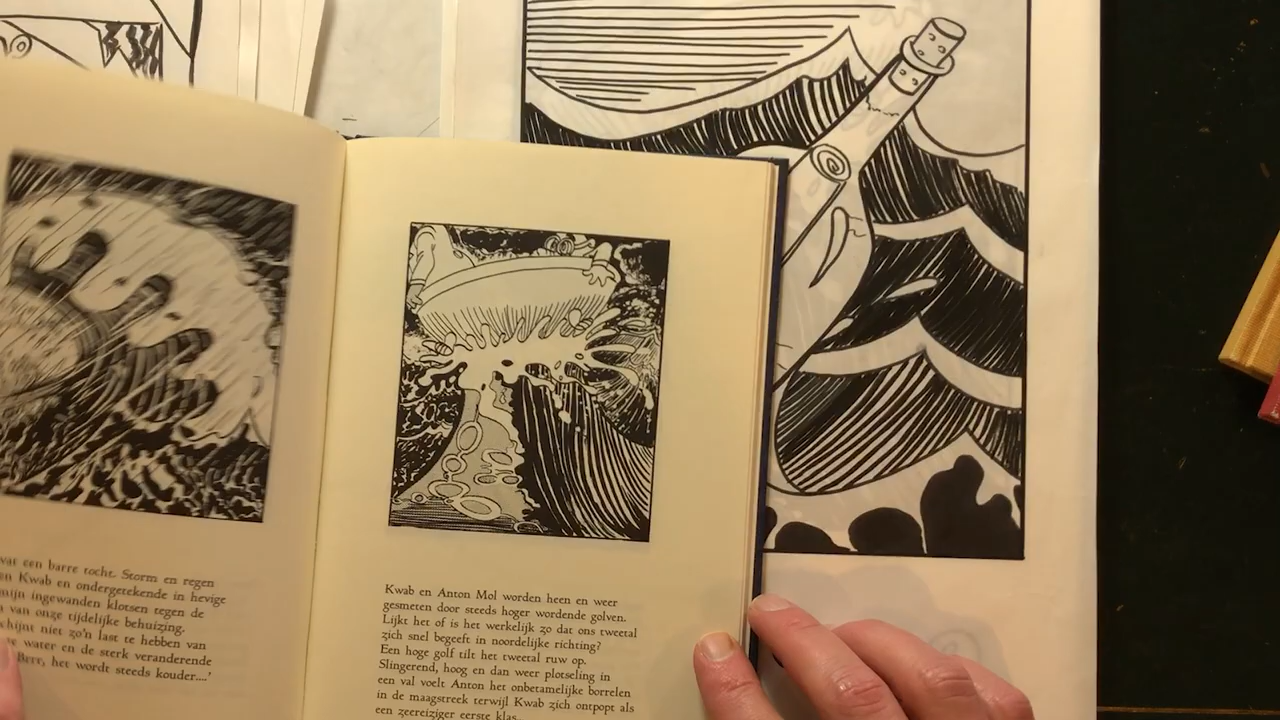 var een barre tocht. Storm en regen
en Kwab en ondergetekende in hevige
mijn ingewanden klotsen tegen de
van onze tijdelijke behuizing.
schijnt niet zo'n last te hebben van
water en de sterk veranderende
Brrr, het wordt steeds kouder....'
Kwab en Anton Mol worden heen en weer
gesmeten door steeds hoger wordende golven.
Lijkt het of is het werkelijk zo dat ons tweetal
zich snel begeeft in noordelijke richting?
Een hoge golf tilt het tweetal ruw op.
Slingerend, hoog en dan weer plotseling in
een val voelt Anton het onbetamelijke borrelen
in de maagstreek terwijl Kwab zich ontpopt als
een zeereiziger eerste klas..